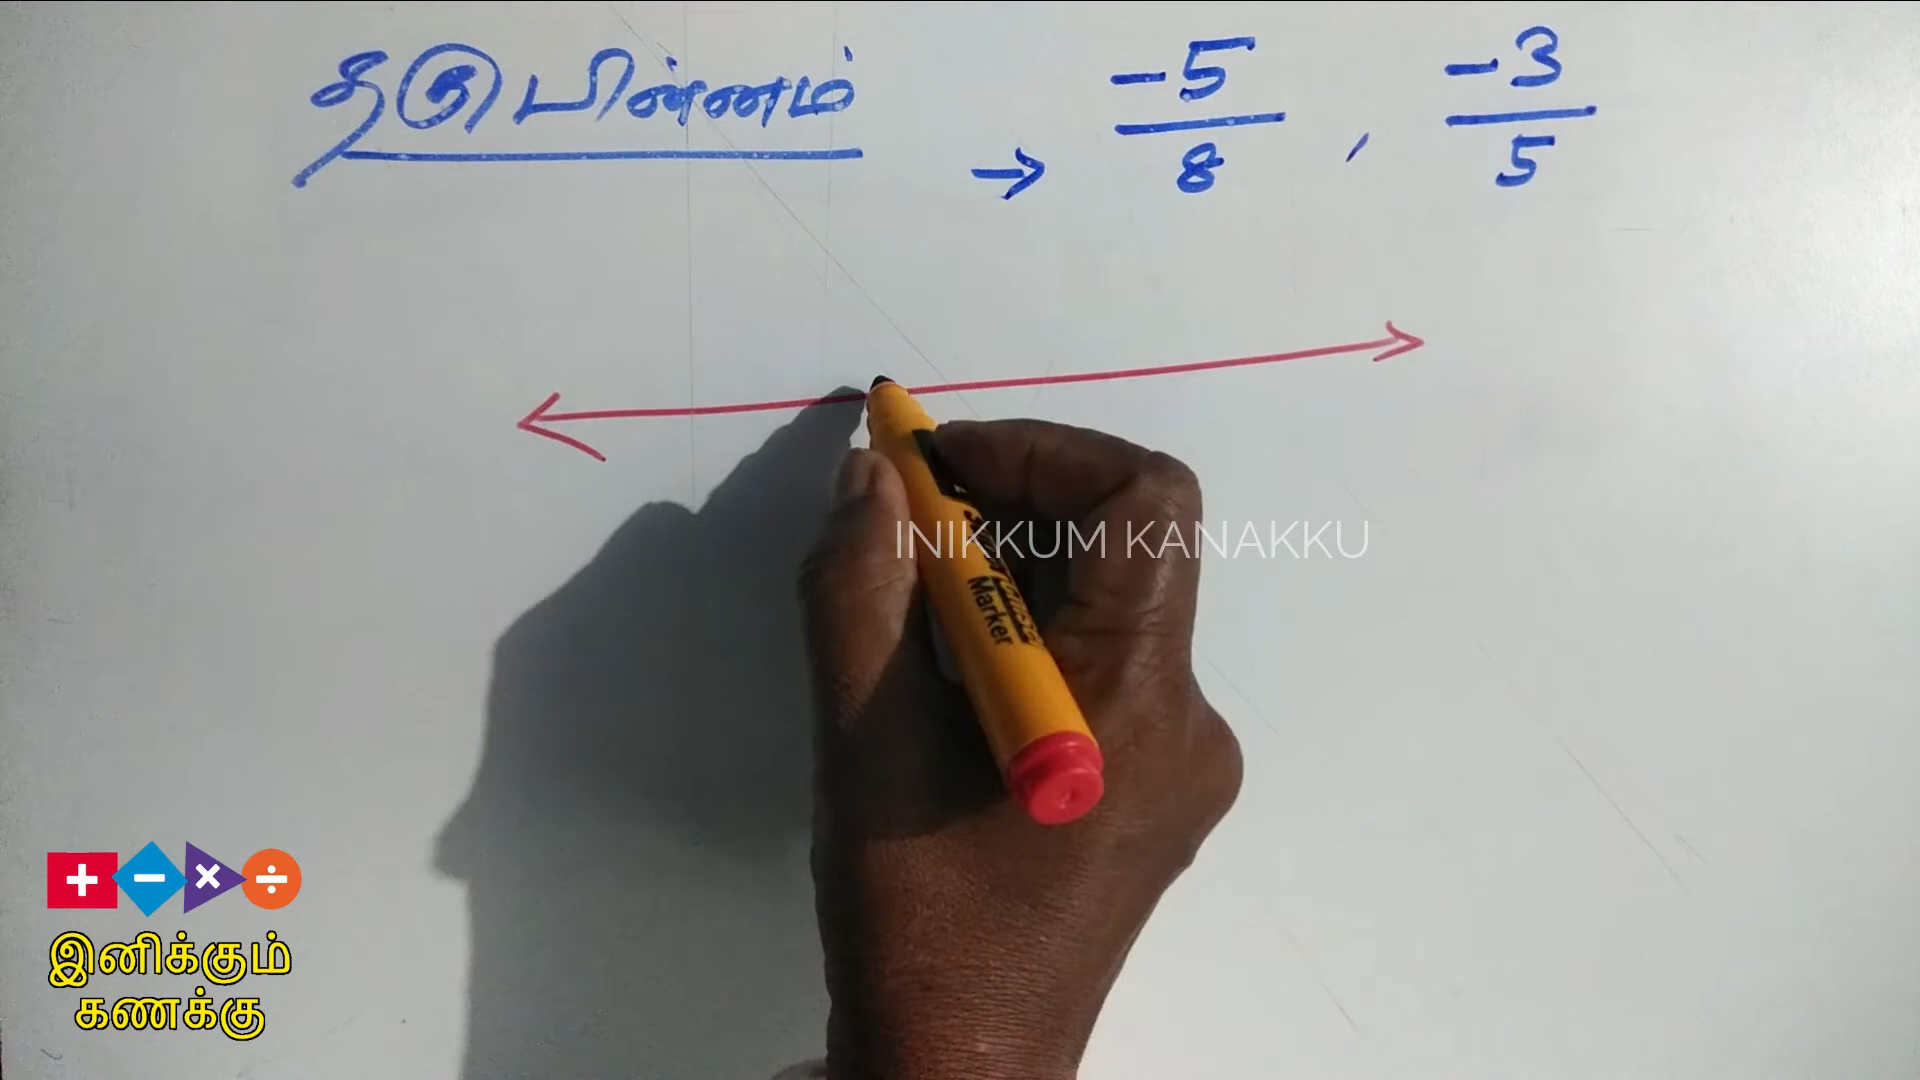 தகு பின்னம் → -5/8 , -3/5
INIKKUM KANAKKU
Marker
+ - × ÷
இனிக்கும்
கணக்கு